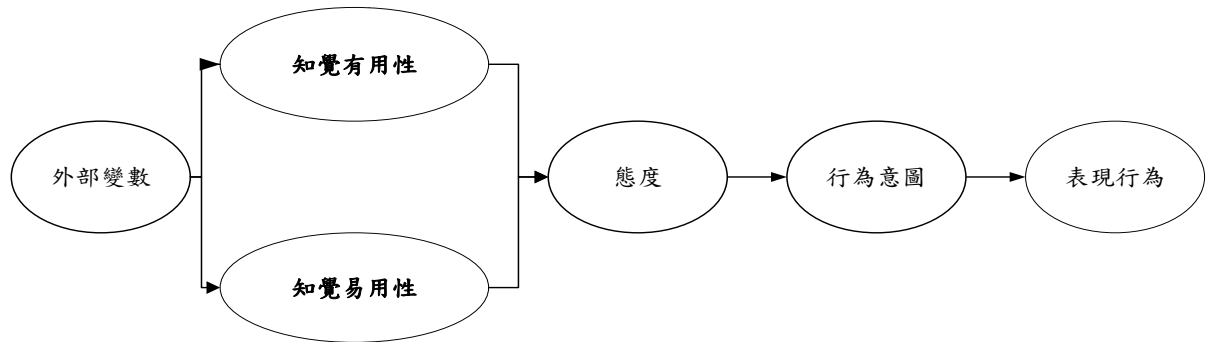 知覺有用性
外部變數
態度
行為意圖
表現行為
知覺易用性